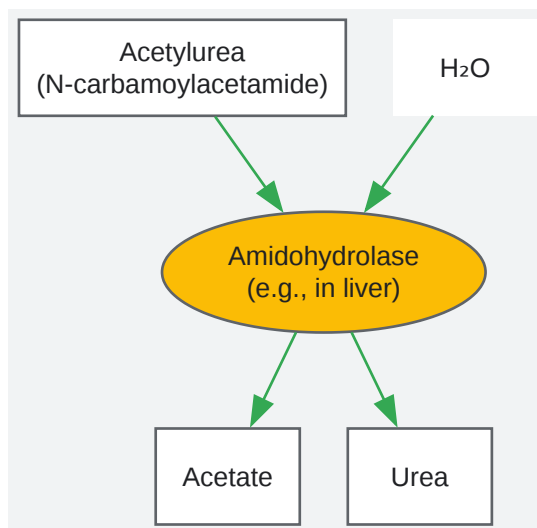 Acetylurea
(N-carbamoylacetamide)
H₂O
Amidohydrolase
(e.g., in liver)
Acetate
Urea